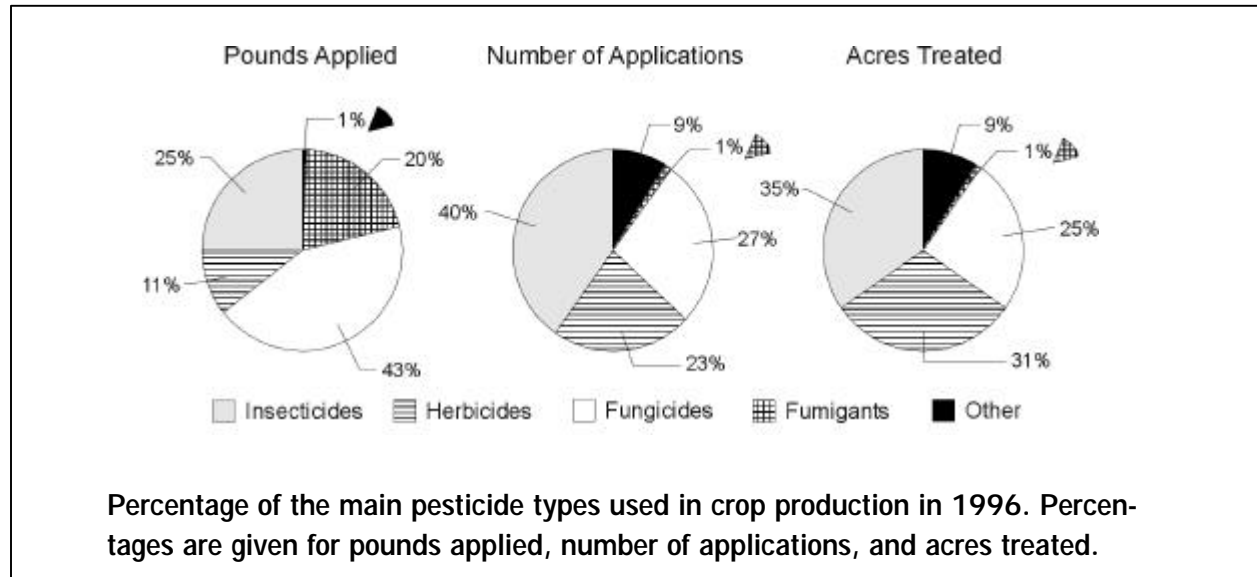 Pounds Applied
Number of Applications
Acres Treated
1%
20%
25%
11%
43%
9%
1%
40%
27%
23%
9%
1%
35%
25%
31%
Insecticides
Herbicides
Fungicides
Fumigants
Other
Percentage of the main pesticide types used in crop production in 1996. Percen-
tages are given for pounds applied, number of applications, and acres treated.